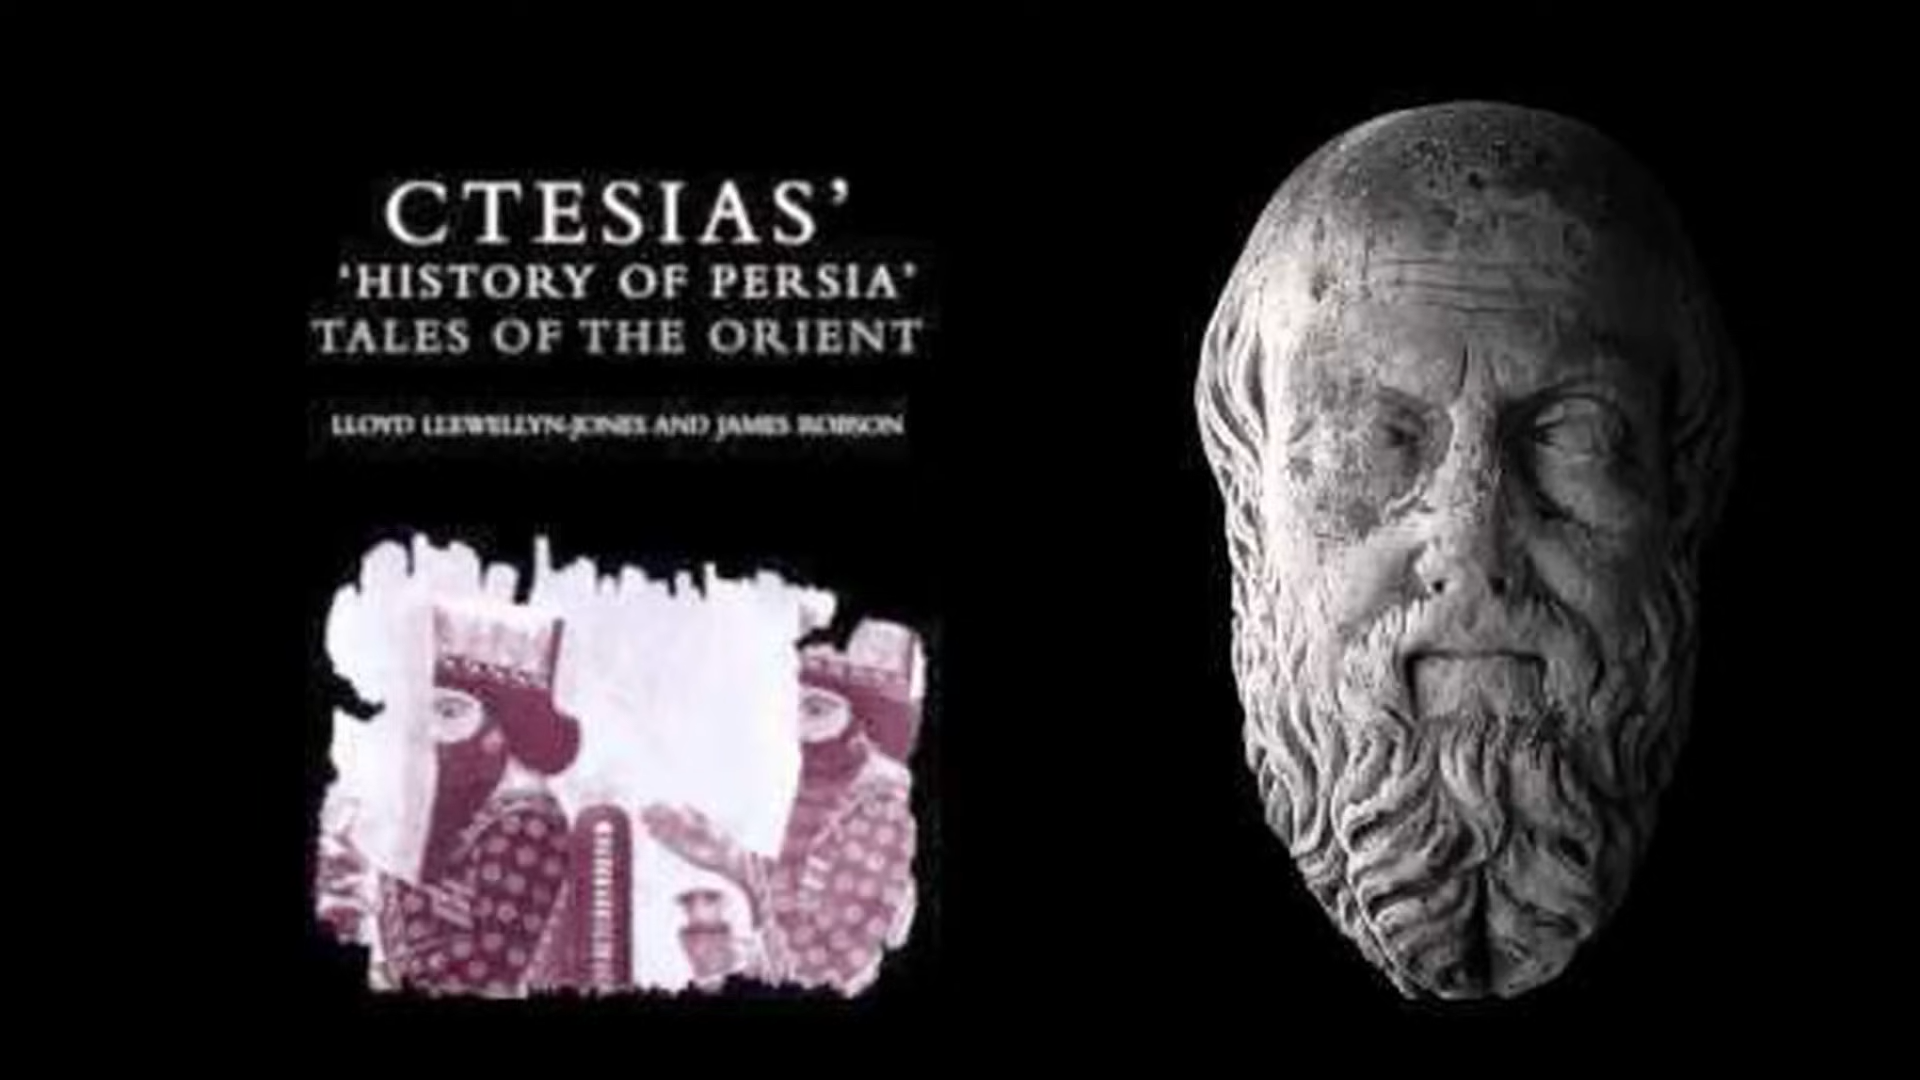 CTESIAS’
‘HISTORY OF PERSIA’
TALES OF THE ORIENT
LLOYD LLEWELLYN-JONES AND JAMES ROBSON